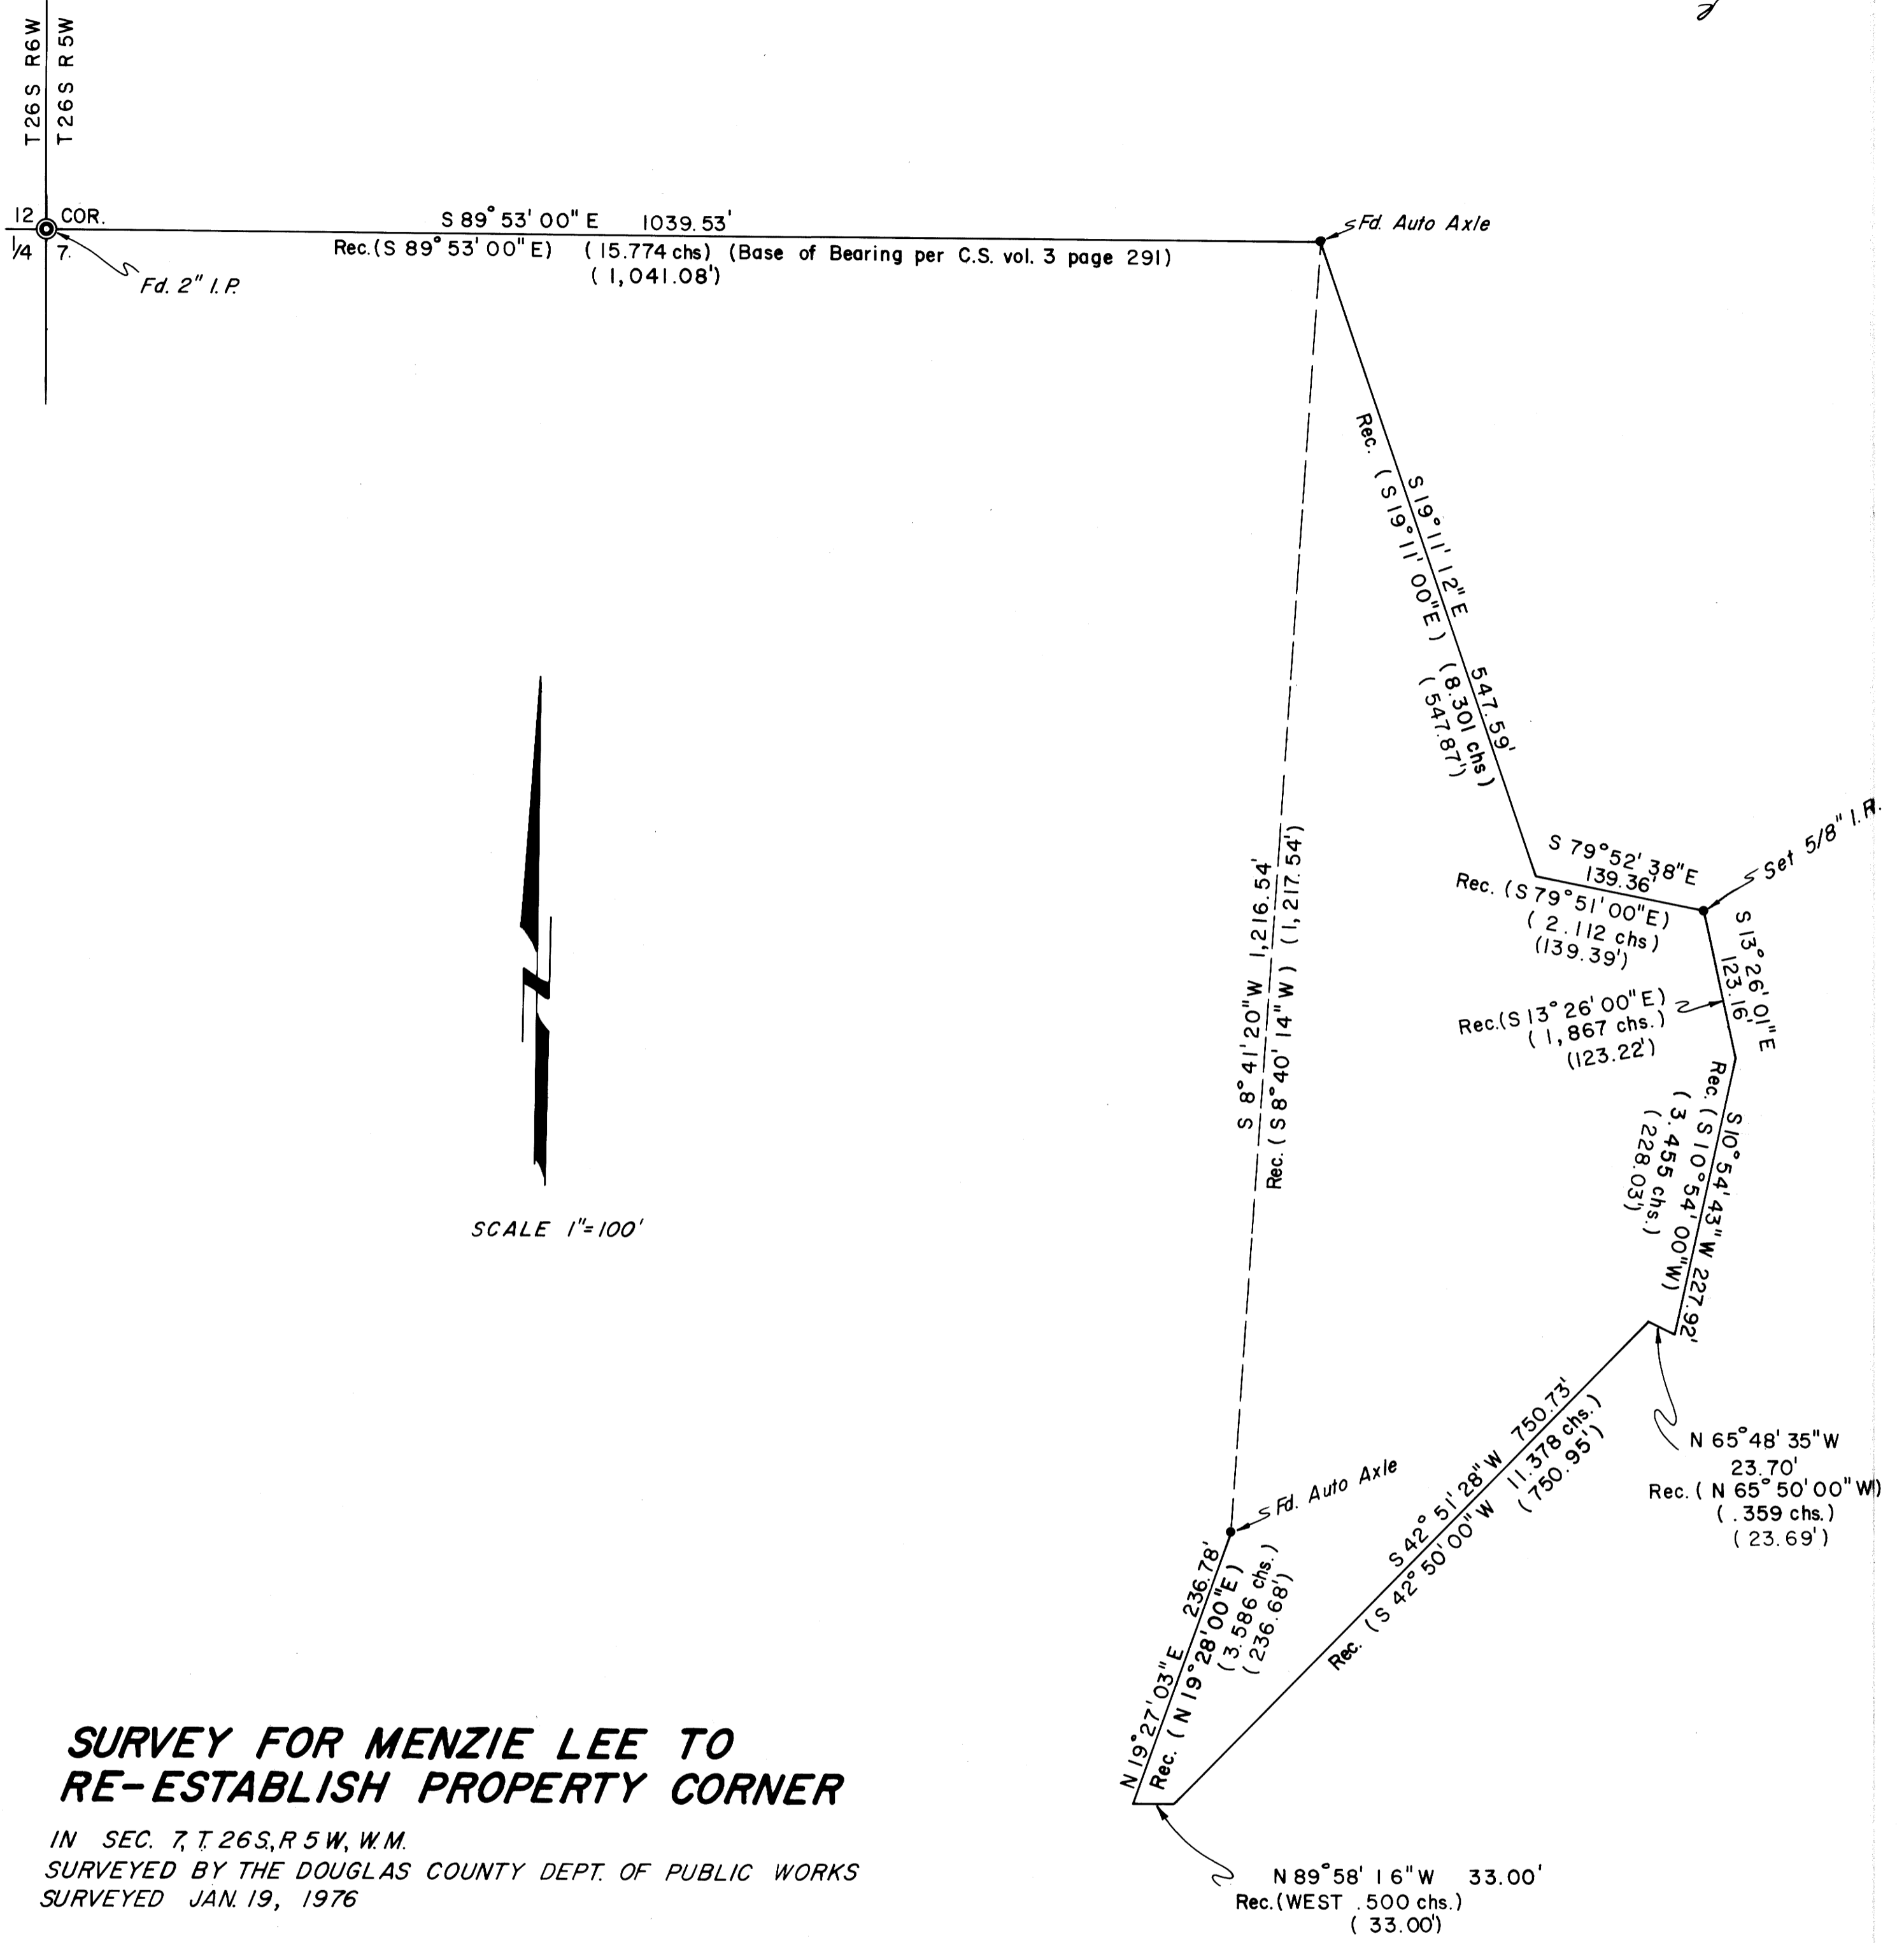 T26S R6W
T26S R5W
12 COR.
1/4 7.
Fd. 2" I.P.
S 89° 53' 00" E 1039.53'
Rec.(S 89° 53' 00"E) (15.774 chs) (Base of Bearing per C.S. vol. 3 page 291)
(1,041.08')
Fd. Auto Axle
S 19° 11' 12" E 547.59'
Rec. (S 19° 11' 00"E) (8.301 chs)
(547.87')
S 8° 41' 20"W 1,216.54'
Rec. (S 8° 40' 14"W) (1,217.54')
S 79° 52' 38"E
139.36'
Rec. (S 79° 51' 00"E)
(2.112 chs)
(139.39')
Set 5/8" I.R.
S 13° 26' 01"E
123.16'
Rec.(S 13° 26' 00"E)
(1,867 chs.)
(123.22')
S 10° 54' 43" W 227.92'
Rec. (S 10° 54' 00"W)
(3.455 chs.)
(228.03')
SCALE 1"=100'
N 65° 48' 35"W
23.70'
Rec. (N 65° 50' 00" W)
(.359 chs.)
(23.69')
S 42° 51' 28" W 750.73'
Rec. (S 42° 50' 00" W 11.378 chs.)
(750.95')
Fd. Auto Axle
N 19° 27' 03" E 236.78'
Rec. (N 19° 28' 00"E)
(3.586 chs.)
(236.68')
N 89° 58' 16"W 33.00'
Rec.(WEST .500 chs.)
(33.00')
SURVEY FOR MENZIE LEE TO
RE-ESTABLISH PROPERTY CORNER
IN SEC. 7, T. 26 S., R 5 W, W.M.
SURVEYED BY THE DOUGLAS COUNTY DEPT. OF PUBLIC WORKS
SURVEYED JAN. 19, 1976